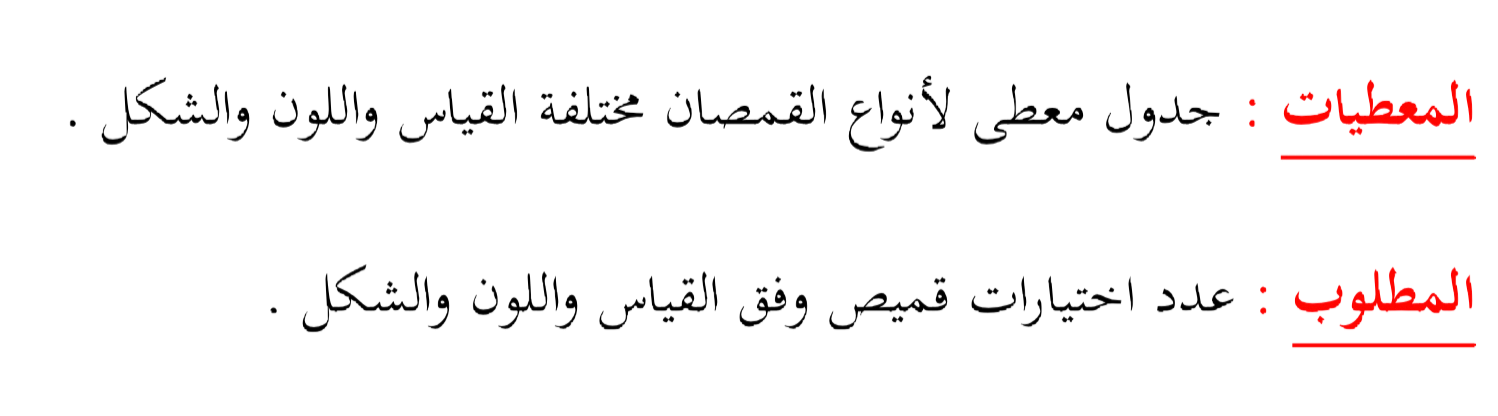 المعطيات : جدول معطى لأنواع القمصان مختلفة القياس واللون والشكل .
المطلوب : عدد اختيارات قميص وفق القياس واللون والشكل .